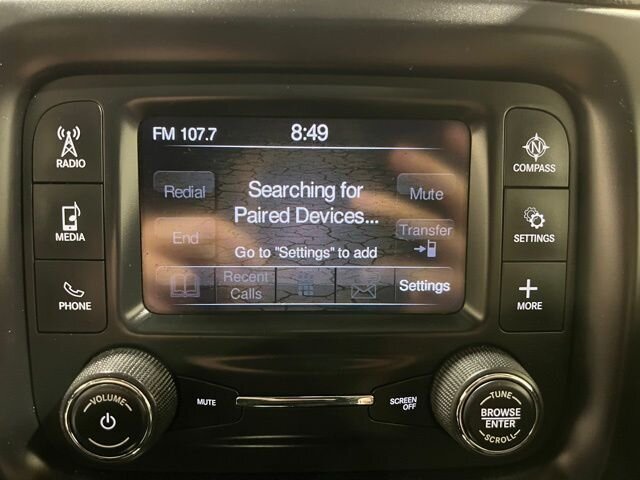 FM 107.7
8:49
RADIO
MEDIA
PHONE
Redial
End
Searching for
Paired Devices...
Go to "Settings" to add
Mute
Transfer
Recent
Calls
Settings
N
COMPASS
SETTINGS
MORE
VOLUME
MUTE
SCREEN
OFF
TUNE
BROWSE
ENTER
SCROLL